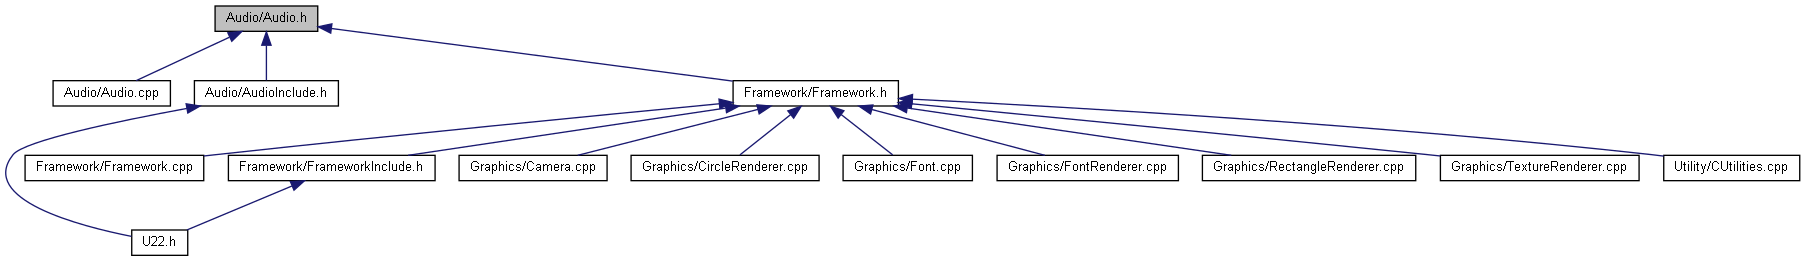 Audio/Audio.h
Audio/Audio.cpp
Audio/AudioInclude.h
Framework/Framework.h
Framework/Framework.cpp
Framework/FrameworkInclude.h
Graphics/Camera.cpp
Graphics/CircleRenderer.cpp
Graphics/Font.cpp
Graphics/FontRenderer.cpp
Graphics/RectangleRenderer.cpp
Graphics/TextureRenderer.cpp
Utility/CUtilities.cpp
U22.h